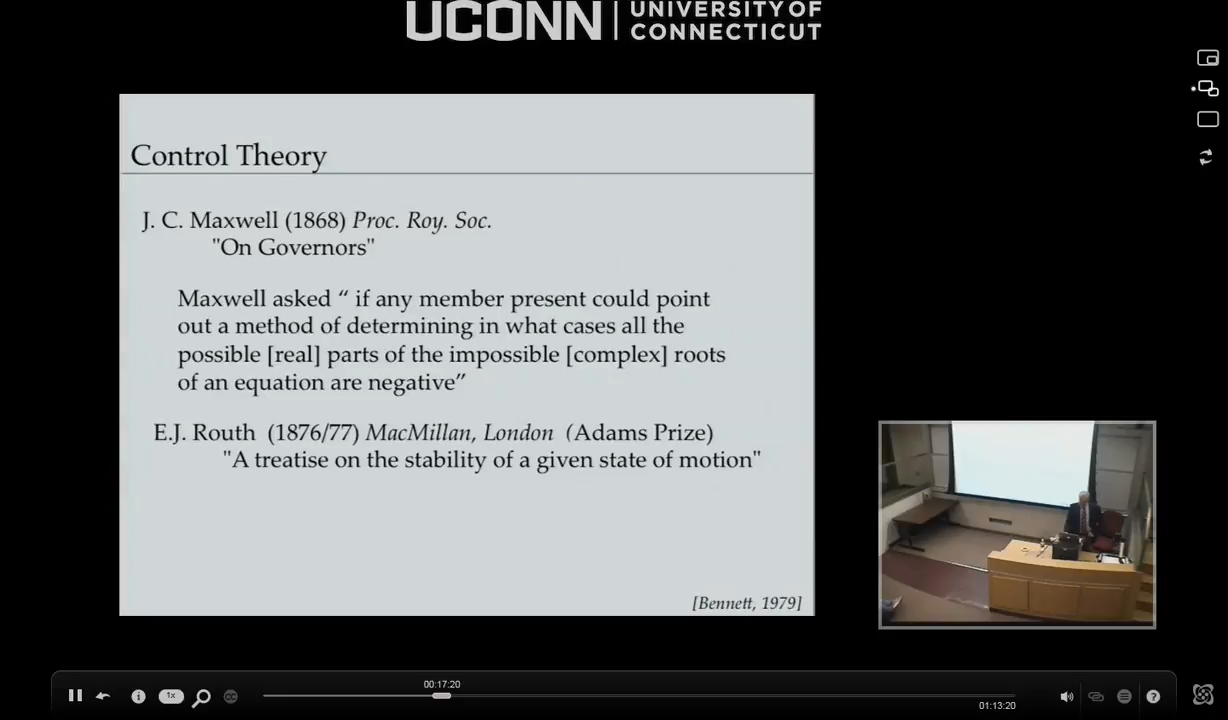 UCONN | UNIVERSITY OF
CONNECTICUT
Control Theory
J. C. Maxwell (1868) Proc. Roy. Soc.
"On Governors"
Maxwell asked “ if any member present could point
out a method of determining in what cases all the
possible [real] parts of the impossible [complex] roots
of an equation are negative”
E.J. Routh (1876/77) MacMillan, London (Adams Prize)
"A treatise on the stability of a given state of motion"
[Bennett, 1979]
00:17:20
1x
CC
01:13:20